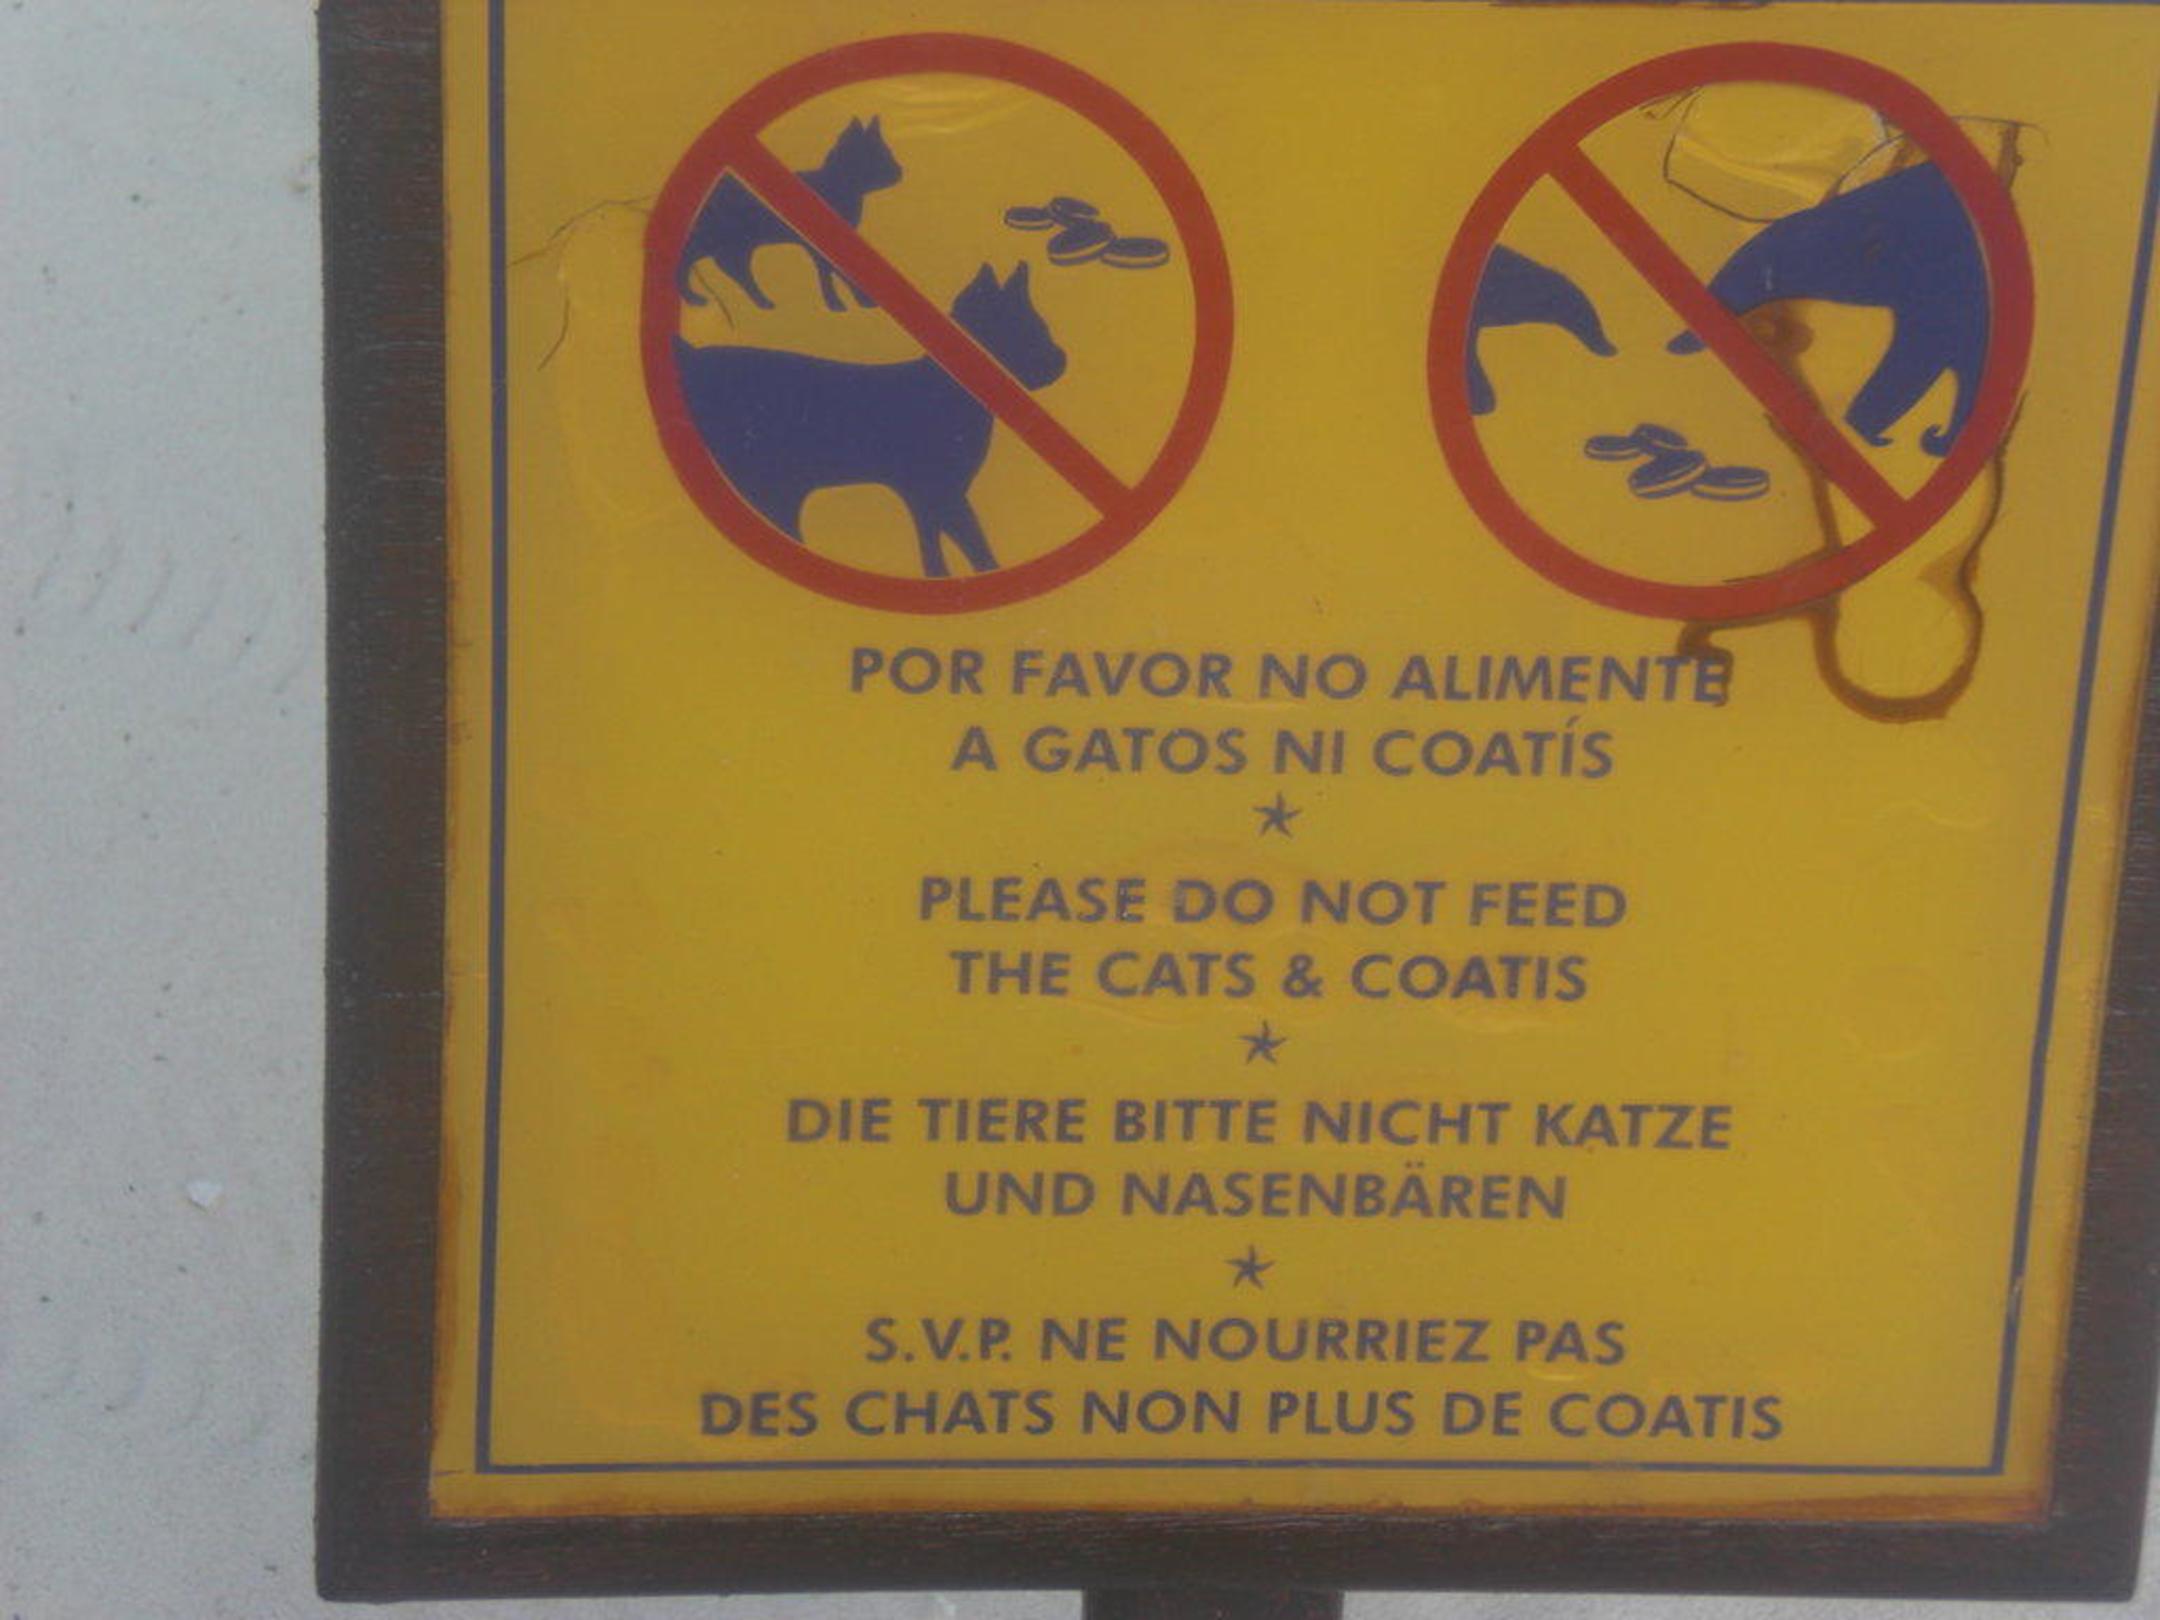 POR FAVOR NO ALIMENTE
A GATOS NI COATÍS
PLEASE DO NOT FEED
THE CATS & COATIS
DIE TIERE BITTE NICHT KATZE
UND NASENBÄREN
S.V.P. NE NOURRIEZ PAS
DES CHATS NON PLUS DE COATIS